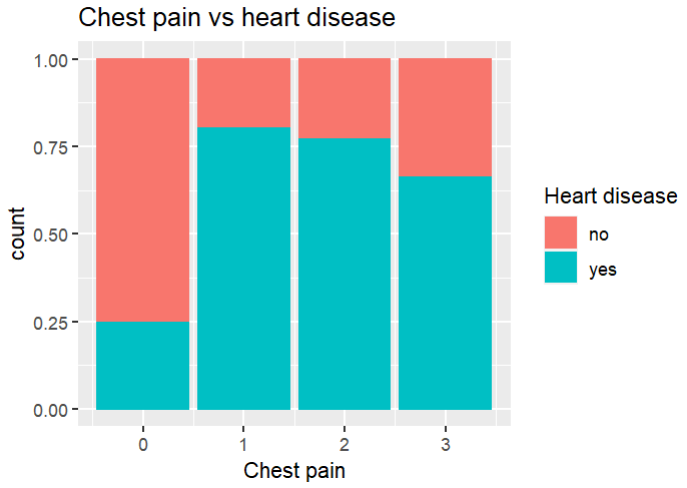 Chest pain vs heart disease
1.00
0.75
0.50
0.25
0.00
count
0 1 2 3
Chest pain
Heart disease
no
yes